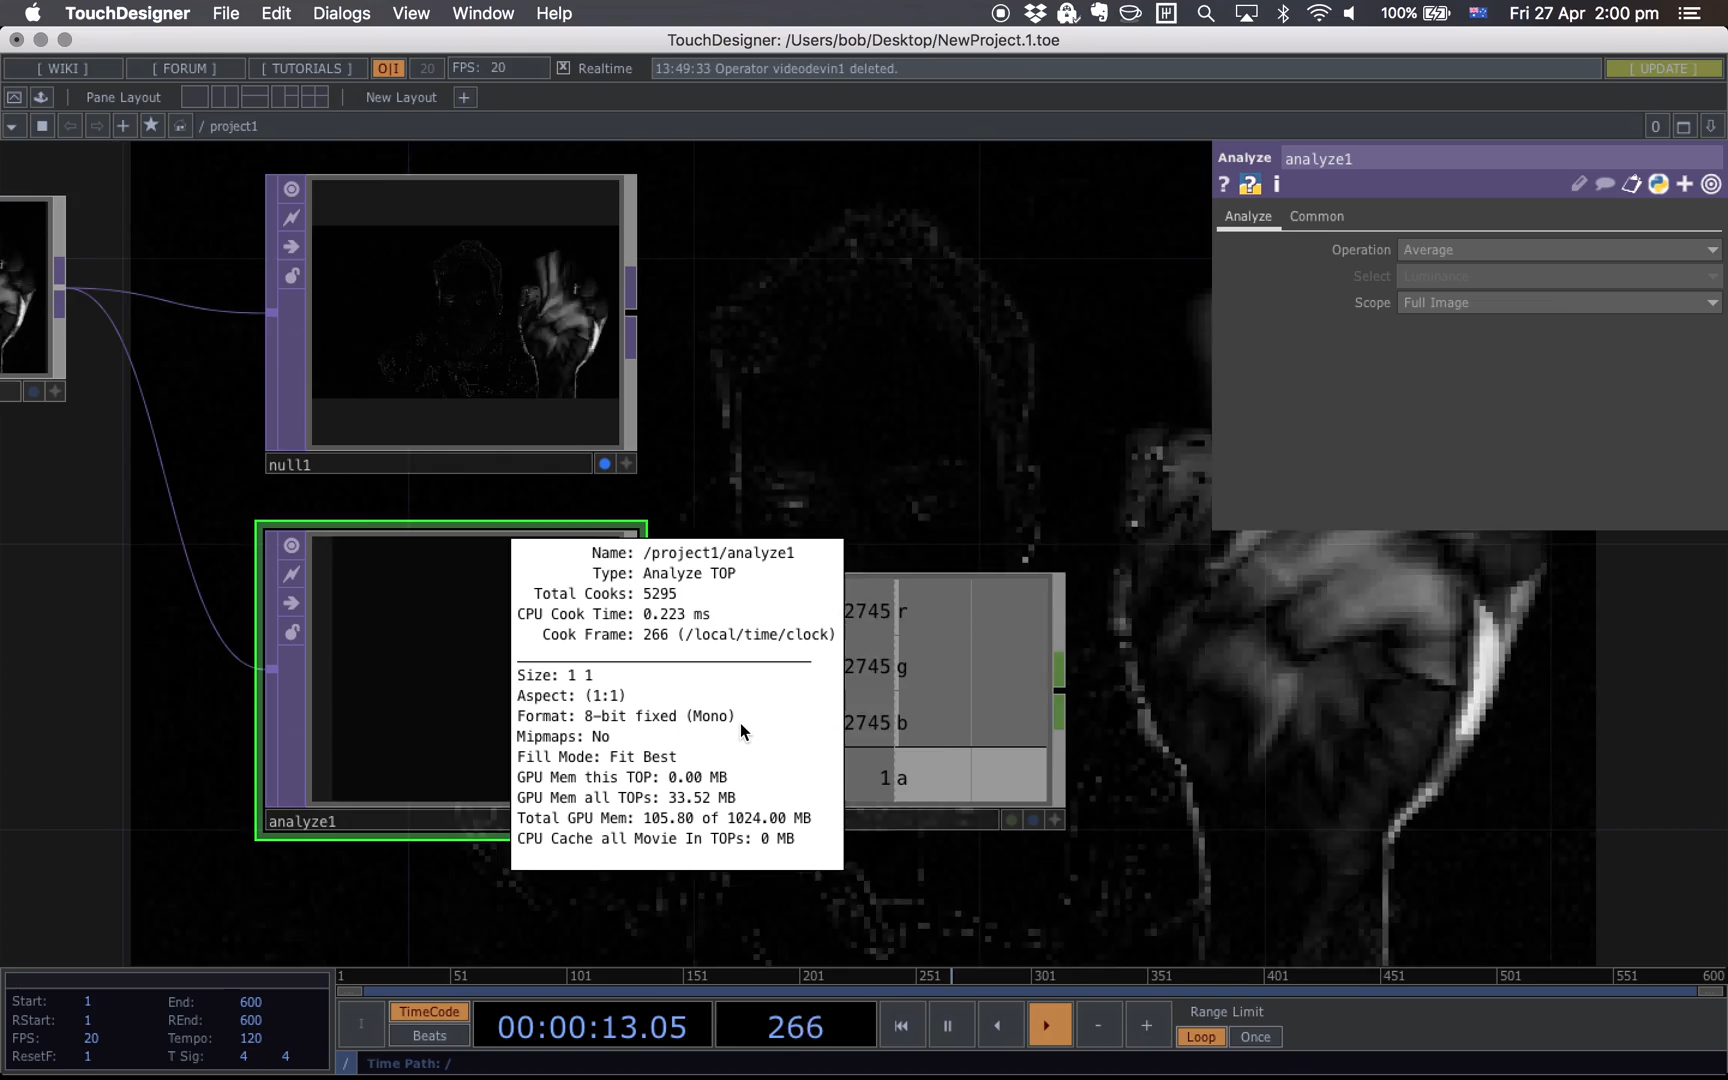 TouchDesigner File Edit Dialogs View Window Help 100% Fri 27 Apr 2:00 pm
TouchDesigner: /Users/bob/Desktop/NewProject.1.toe
[ WIKI ] [ FORUM ] [ TUTORIALS ] O|I 20 FPS: 20 Realtime 13:49:33 Operator videodevin1 deleted. [ UPDATE ]
Pane Layout New Layout +
/ project1 0
Analyze analyze1
? ? i
Analyze Common
Operation Average
Select Luminance
Scope Full Image
null1
Name: /project1/analyze1
Type: Analyze TOP
Total Cooks: 5295
CPU Cook Time: 0.223 ms
Cook Frame: 266 (/local/time/clock)
Size: 1 1
Aspect: (1:1)
Format: 8-bit fixed (Mono)
Mipmaps: No
Fill Mode: Fit Best
GPU Mem this TOP: 0.00 MB
GPU Mem all TOPs: 33.52 MB
Total GPU Mem: 105.80 of 1024.00 MB
CPU Cache all Movie In TOPs: 0 MB
2745 r
2745 g
2745 b
1 a
analyze1
1 51 101 151 201 251 301 351 401 451 501 551 600
Start: 1 End: 600
RStart: 1 REnd: 600
FPS: 20 Tempo: 120
ResetF: 1 T Sig: 4 4
TimeCode
Beats
00:00:13.05 266
- +
Range Limit
Loop Once
/ Time Path: /